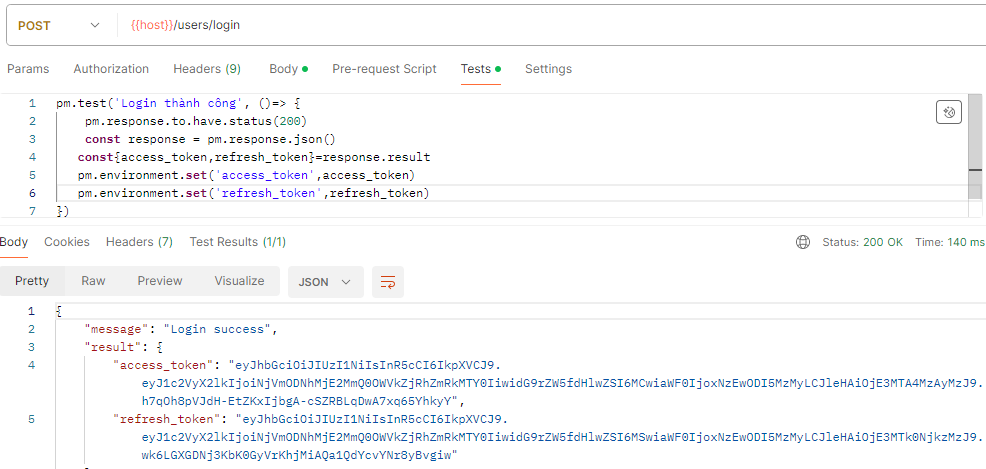 POST {{host}}/users/login
Params Authorization Headers (9) Body Pre-request Script Tests Settings
1 pm.test('Login thành công', ()=> {
2 pm.response.to.have.status(200)
3 const response = pm.response.json()
4 const{access_token,refresh_token}=response.result
5 pm.environment.set('access_token',access_token)
6 pm.environment.set('refresh_token',refresh_token)
7 })
Body Cookies Headers (7) Test Results (1/1) Status: 200 OK Time: 140 ms
Pretty Raw Preview Visualize JSON
1 {
2 "message": "Login success",
3 "result": {
4 "access_token": "eyJhbGciOiJIUzI1NiIsInR5cCI6IkpXVCJ9.
eyJ1c2VyX2lkIjoiNjVmODNhMjE2MmQ0OWVkZjRhZmRkMTY0IiwidG9rZW5fdHlwZSI6MCwiaWF0IjoxNzEwODI5MzMyLCJleHAiOjE3MTA4MzAyMzJ9.
h7qOh8pVJdH-EtZKxIjbgA-cSZRBLqDwA7xq65YhkyY",
5 "refresh_token": "eyJhbGciOiJIUzI1NiIsInR5cCI6IkpXVCJ9.
eyJ1c2VyX2lkIjoiNjVmODNhMjE2MmQ0OWVkZjRhZmRkMTY0IiwidG9rZW5fdHlwZSI6MSwiaWF0IjoxNzEwODI5MzMyLCJleHAiOjE3MTk0NjkzMzJ9.
wk6LGXGDNj3KbK0GyVrKhjMiAQa1QdYcvYNr8yBvgiw"